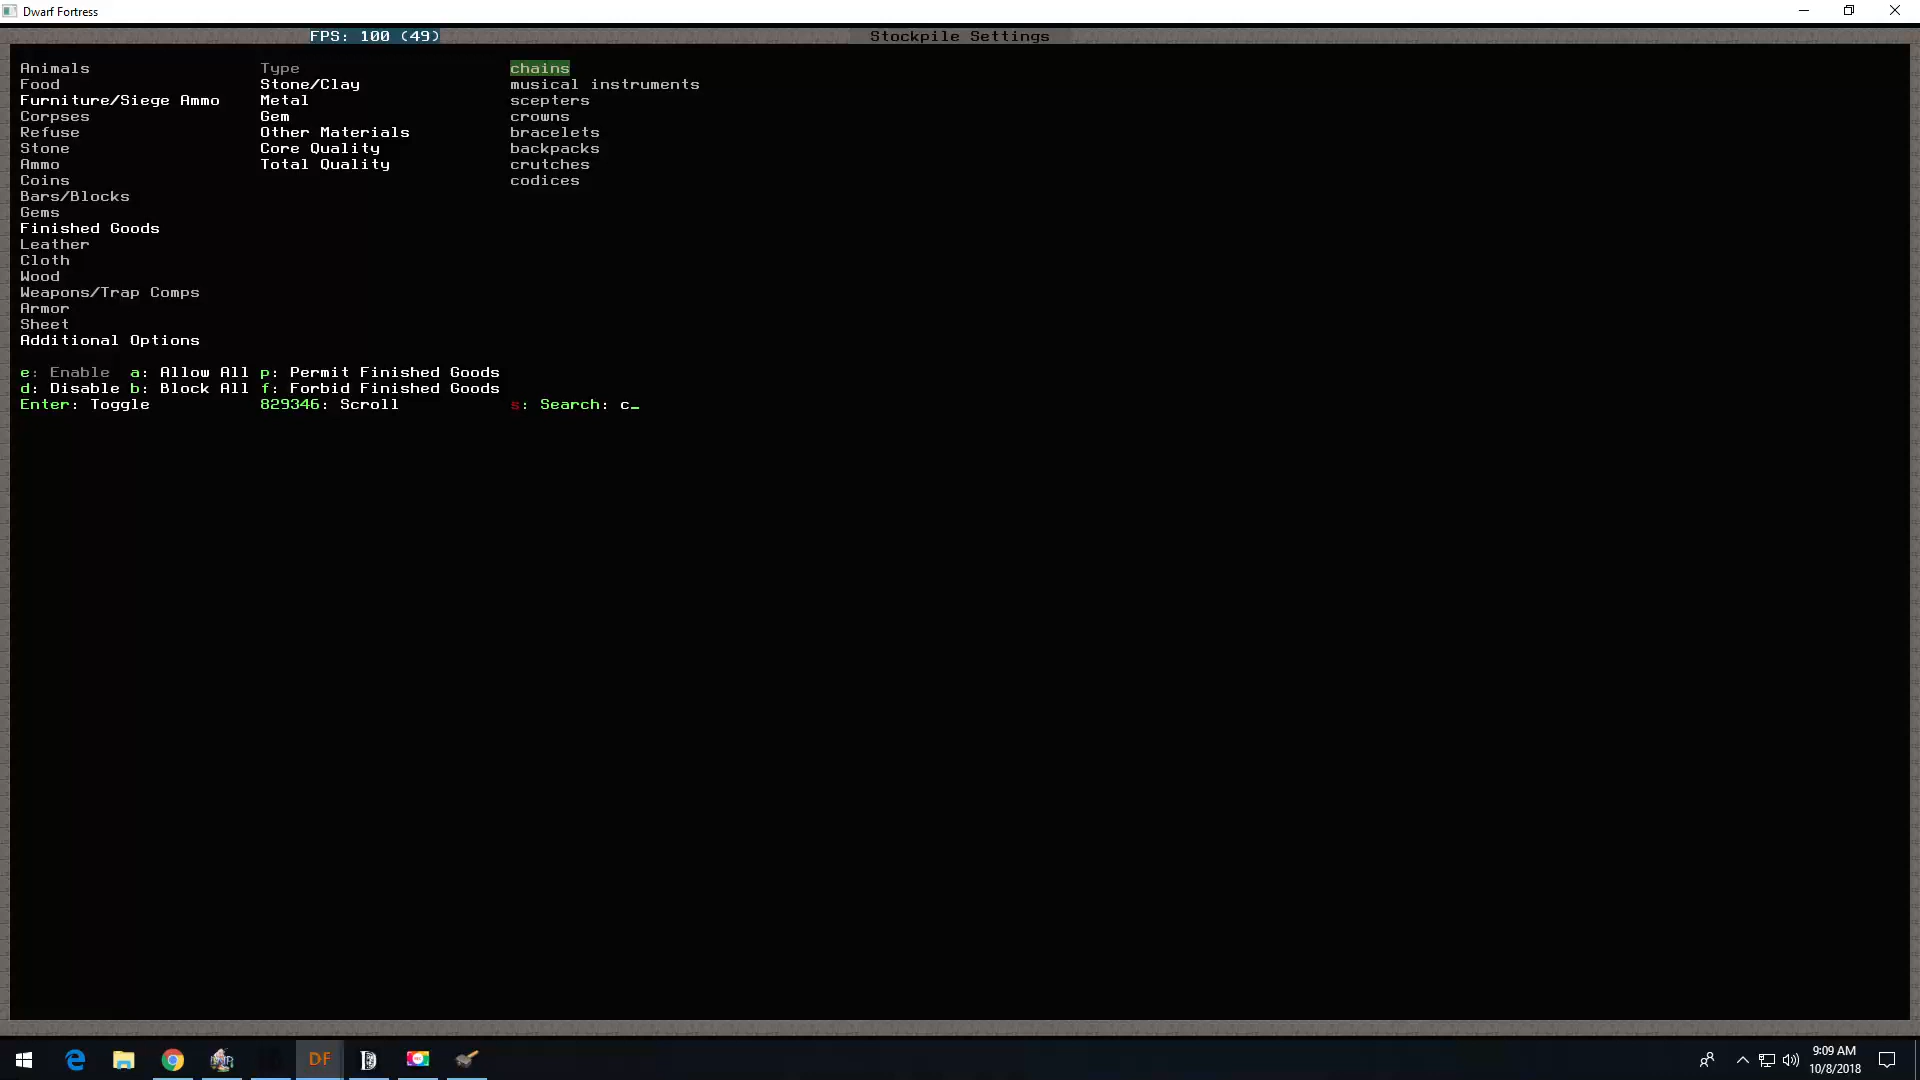 Dwarf Fortress
FPS: 100 (49)
Stockpile Settings
Animals
Food
Furniture/Siege Ammo
Corpses
Refuse
Stone
Ammo
Coins
Bars/Blocks
Gems
Finished Goods
Leather
Cloth
Wood
Weapons/Trap Comps
Armor
Sheet
Additional Options
Type
Stone/Clay
Metal
Gem
Other Materials
Core Quality
Total Quality
chains
musical instruments
scepters
crowns
bracelets
backpacks
crutches
codices
e: Enable a: Allow All p: Permit Finished Goods
d: Disable b: Block All f: Forbid Finished Goods
Enter: Toggle 829346: Scroll s: Search: c_
DF
9:09 AM
10/8/2018